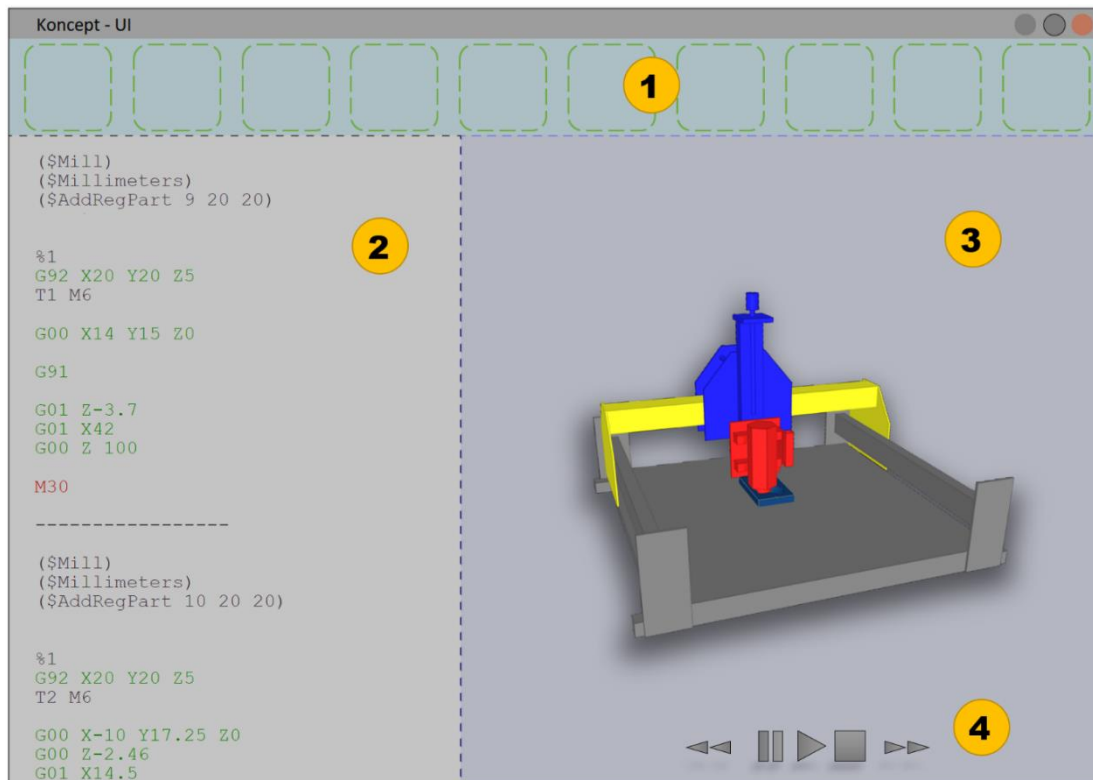 Koncept - UI
1
($Mill)
($Millimeters)
($AddRegPart 9 20 20)
2
3
%1
G92 X20 Y20 Z5
T1 M6
G00 X14 Y15 Z0
G91
G01 Z-3.7
G01 X42
G00 Z 100
M30
-----------------
($Mill)
($Millimeters)
($AddRegPart 10 20 20)
%1
G92 X20 Y20 Z5
T2 M6
G00 X-10 Y17.25 Z0
G00 Z-2.46
G01 X14.5
4